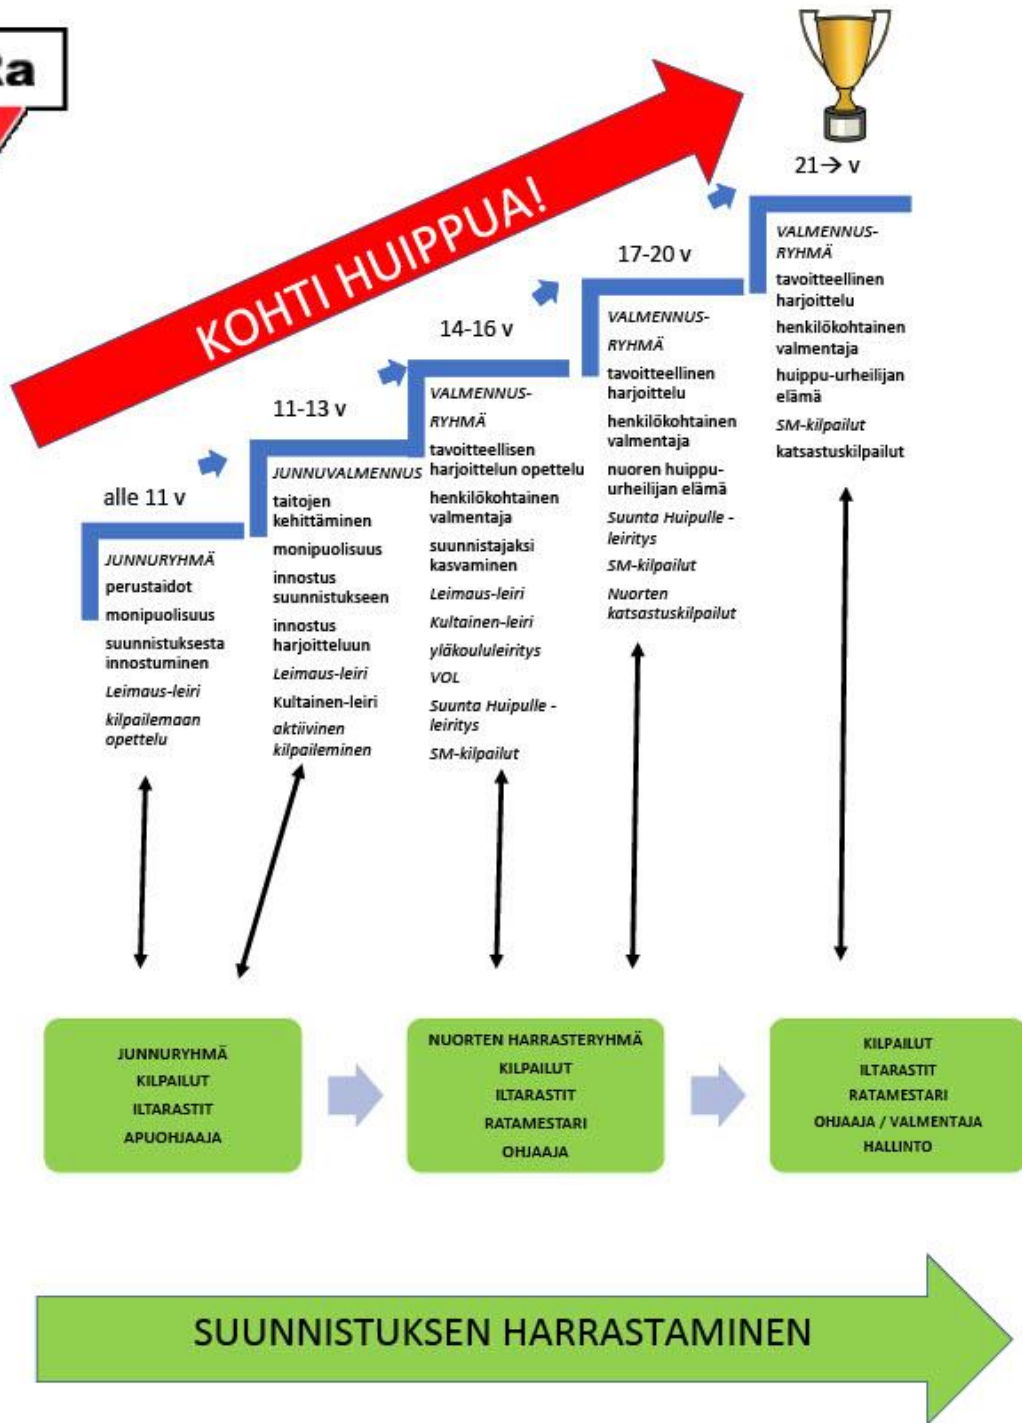 KOHTI HUIPPUA!
21→ v
VALMENNUS-
RYHMÄ
tavoitteellinen
harjoittelu
henkilökohtainen
valmentaja
huippu-urheilijan
elämä
SM-kilpailut
katsastuskilpailut
17-20 v
VALMENNUS-
RYHMÄ
tavoitteellinen
harjoittelu
henkilökohtainen
valmentaja
nuoren huippu-
urheilijan elämä
Suunta Huipulle -
leiritys
SM-kilpailut
Nuorten
katsastuskilpailut
14-16 v
VALMENNUS-
RYHMÄ
tavoitteellisen
harjoittelun opettelu
henkilökohtainen
valmentaja
suunnistajaksi
kasvaminen
Leimaus-leiri
Kultainen-leiri
yläkoululeiritys
VOL
Suunta Huipulle -
leiritys
SM-kilpailut
11-13 v
JUNNUVALMENNUS
taitojen
kehittäminen
monipuolisuus
innostus
suunnistukseen
innostus
harjoitteluun
Leimaus-leiri
Kultainen-leiri
aktiivinen
kilpaileminen
alle 11 v
JUNNURYHMÄ
perustaidot
monipuolisuus
suunnistuksesta
innostuminen
Leimaus-leiri
kilpailemaan
opettelu
JUNNURYHMÄ
KILPAILUT
ILTARASTIT
APUOHJAAJA
NUORTEN HARRASTERYHMÄ
KILPAILUT
ILTARASTIT
RATAMESTARI
OHJAAJA
KILPAILUT
ILTARASTIT
RATAMESTARI
OHJAAJA / VALMENTAJA
HALLINTO
SUUNNISTUKSEN HARRASTAMINEN